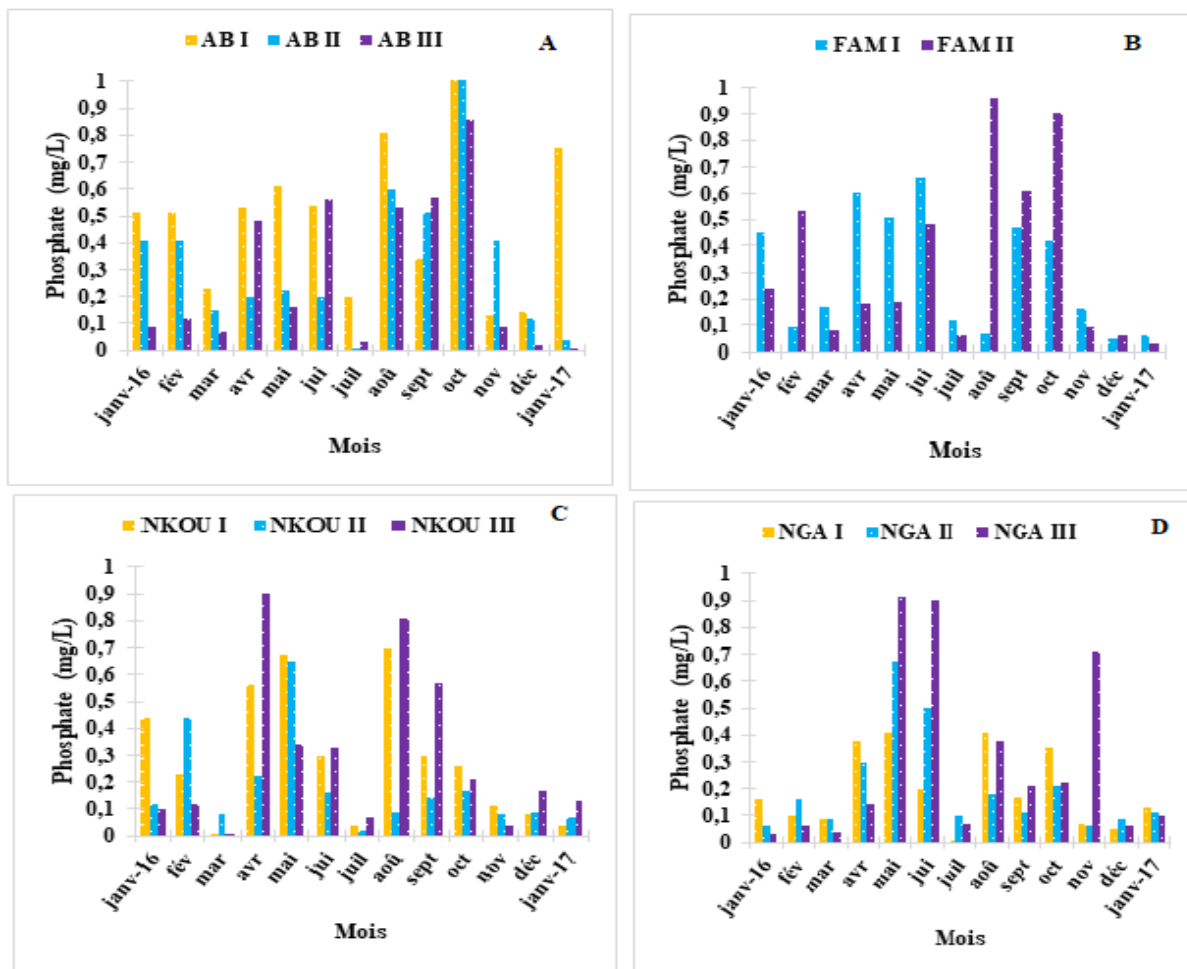 AB I AB II AB III A
Phosphate (mg/L)
1
0,9
0,8
0,7
0,6
0,5
0,4
0,3
0,2
0,1
0
janv-16 fév mar avr mai jui juil aoû sept oct nov déc janv-17
Mois
FAM I FAM II B
Phosphate (mg/L)
1
0,9
0,8
0,7
0,6
0,5
0,4
0,3
0,2
0,1
0
janv-16 fév mar avr mai jui juil aoû sept oct nov déc janv-17
Mois
NKOU I NKOU II NKOU III C
Phosphate (mg/L)
1
0,9
0,8
0,7
0,6
0,5
0,4
0,3
0,2
0,1
0
janv-16 fév mar avr mai jui juil aoû sept oct nov déc janv-17
Mois
NGA I NGA II NGA III D
Phosphate (mg/L)
1
0,9
0,8
0,7
0,6
0,5
0,4
0,3
0,2
0,1
0
janv-16 fév mar avr mai jui juil aoû sept oct nov déc janv-17
Mois